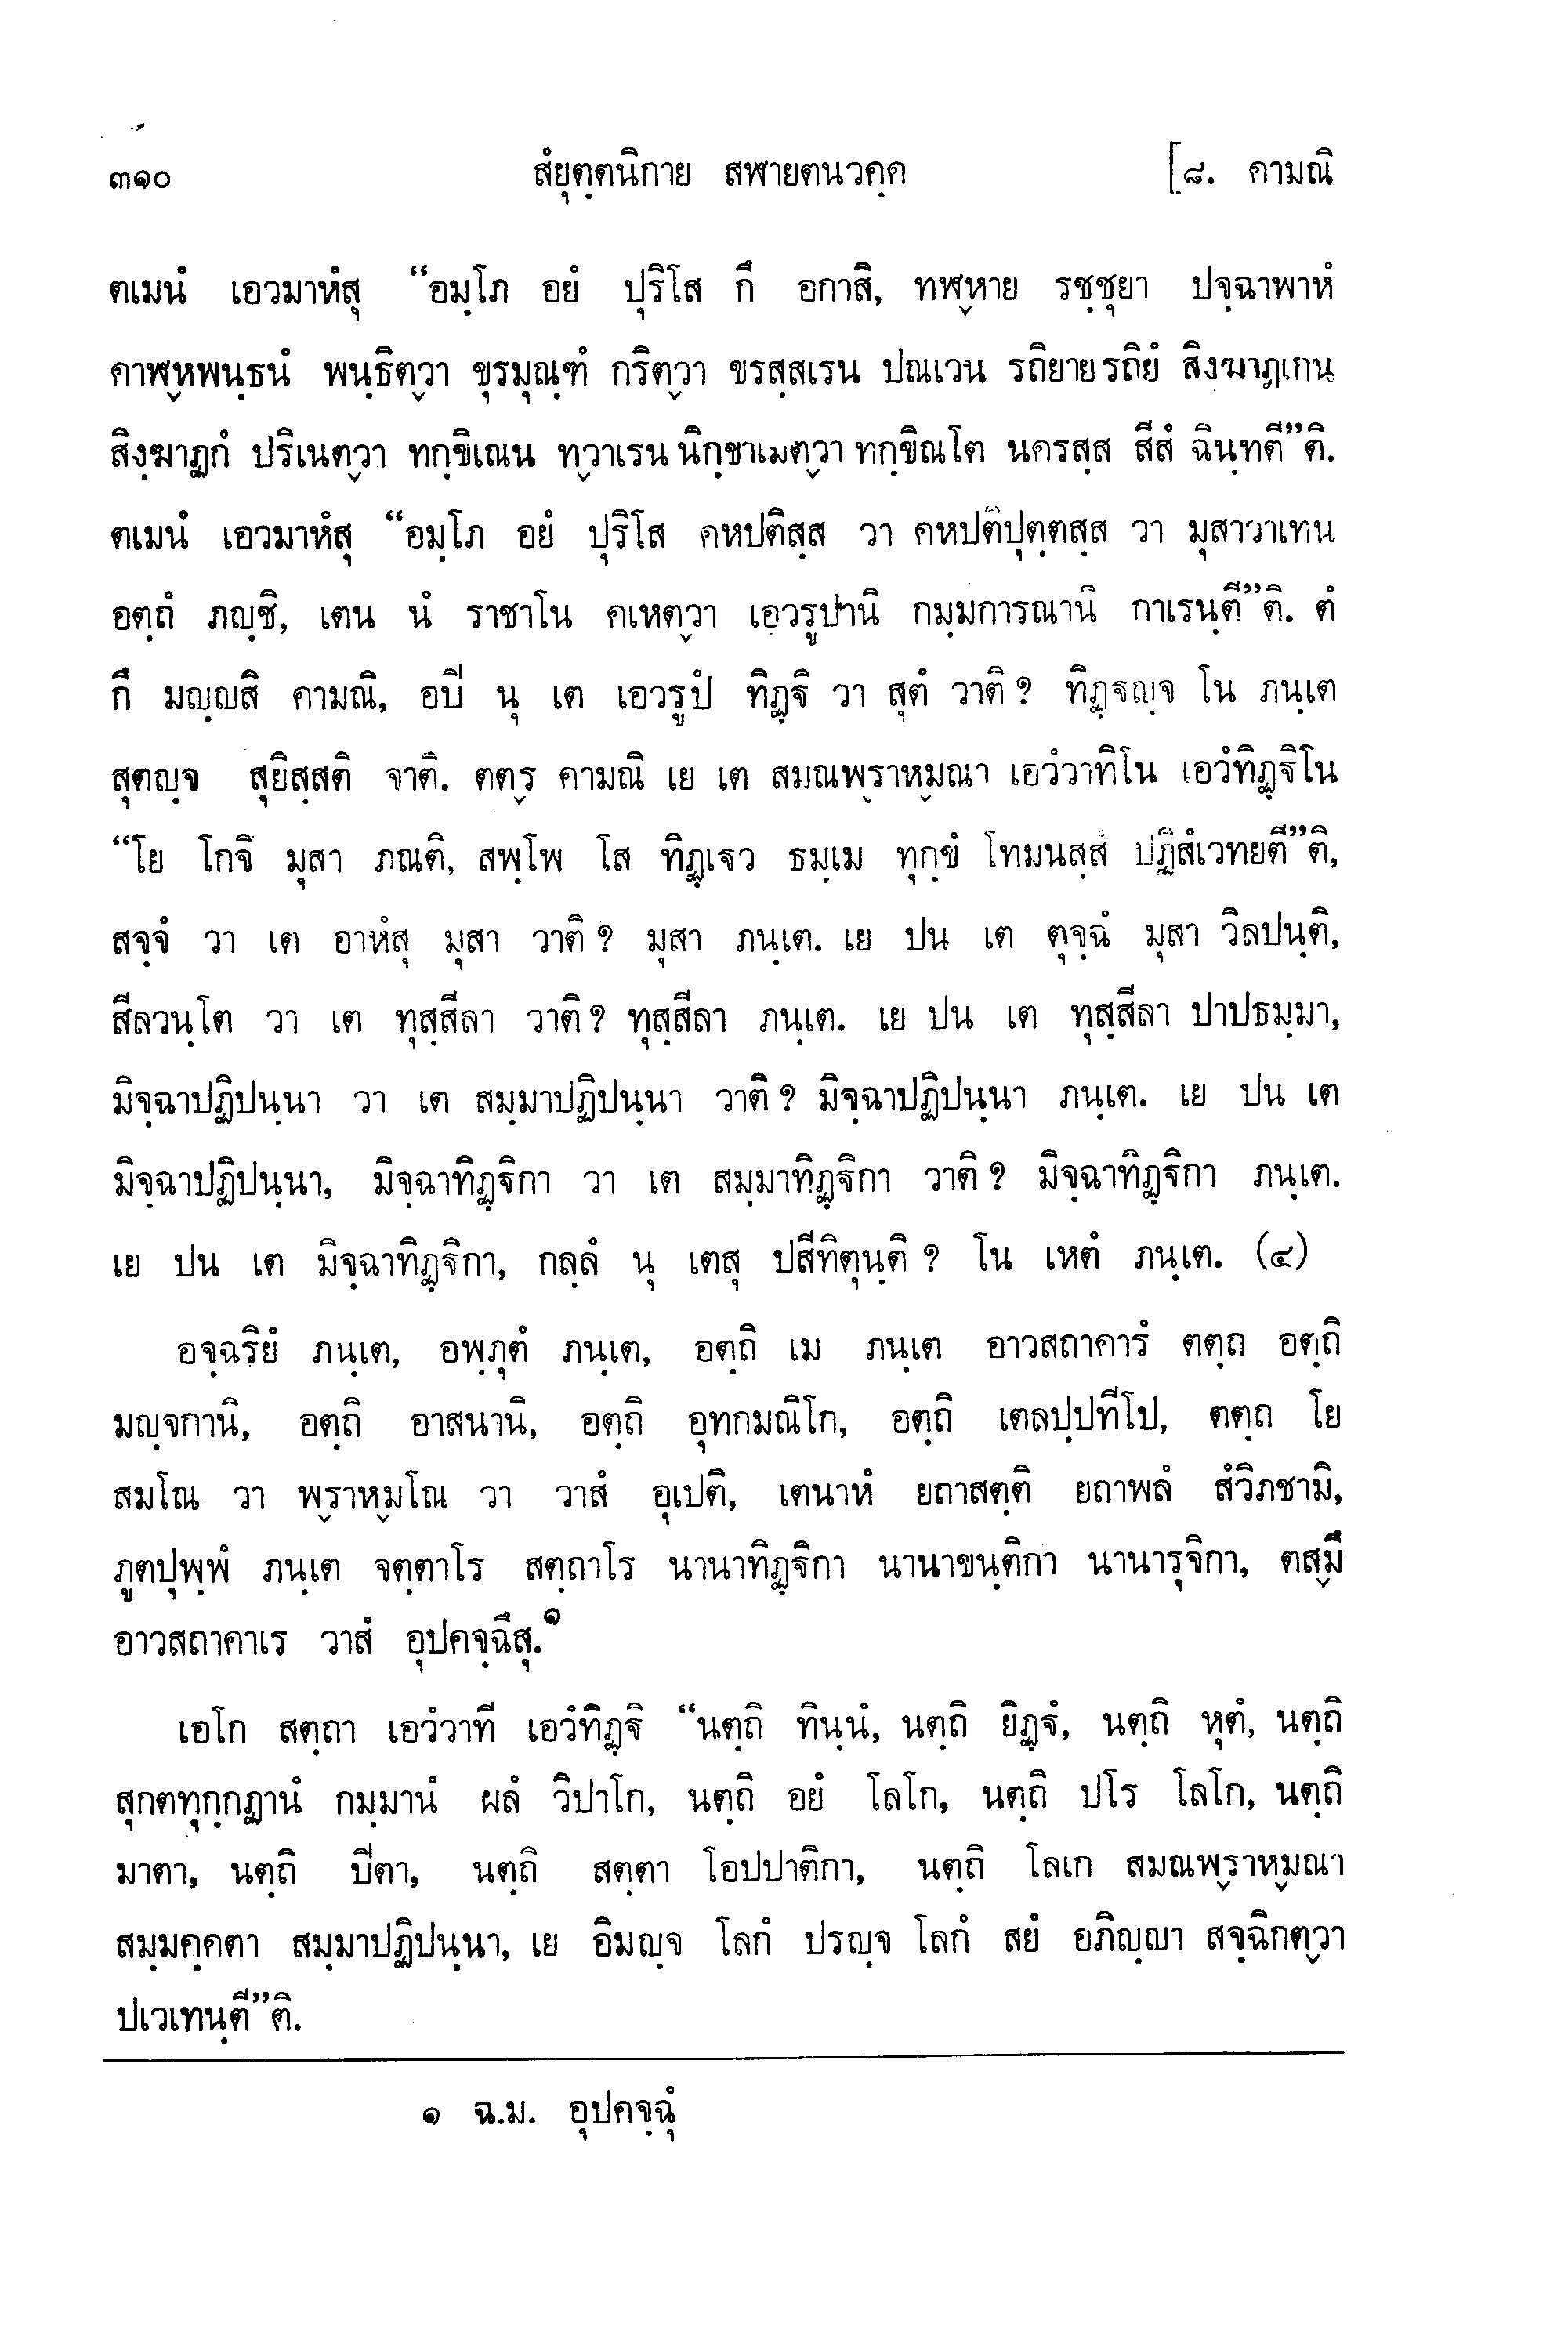 ๓๑๐ สํยุตฺตนิกาย สฬายตนวคฺค [๘. คามณิ
ตเมนํ เอวมาหํสุ “อมฺโภ อยํ ปุริโส กึ อกาสิ, ทฬฺหาย รชฺชุยา ปจฺฉาพาหํ
คาฬฺหพนฺธนํ พนฺธิตฺวา ขุรมุณฺฑํ กริตฺวา ขรสฺสเรน ปณเวน รถิยาย รถิยํ สิงฺฆาฏเกน
สิงฺฆาฏกํ ปริเนตฺวา ทกฺขิเณน ทฺวาเรน นิกฺขาเมตฺวา ทกฺขิณโต นครสฺส สีสํ ฉินฺทตี”ติ.
ตเมนํ เอวมาหํสุ “อมฺโภ อยํ ปุริโส คหปติสฺส วา คหปติปุตฺตสฺส วา มุสาวาเทน
อตฺถํ ภญฺชิ, เตน นํ ราชาโน คเหตฺวา เอวรูปานิ กมฺมการณานิ กาเรนฺตี”ติ. ตํ
กึ มญฺญสิ คามณิ, อปิ นุ เต เอวรูปํ ทิฏฺฐํ วา สุตํ วาติ? ทิฏฺฐญฺจ โน ภนฺเต
สุตญฺจ สุยิสฺสติ จาติ. ตตฺร คามณิ เย เต สมณพฺราหฺมณา เอวํวาทิโน เอวํทิฏฺฐิโน
“โย โกจิ มุสา ภณติ, สพฺโพ โส ทิฏฺเฐว ธมฺเม ทุกฺขํ โทมนสฺสํ ปฏิสํเวทยตี”ติ,
สจฺจํ วา เต อาหํสุ มุสา วาติ? มุสา ภนฺเต. เย ปน เต ตุจฺฉํ มุสา วิลปนฺติ,
สีลวนฺโต วา เต ทุสฺสีลา วาติ? ทุสฺสีลา ภนฺเต. เย ปน เต ทุสฺสีลา ปาปธมฺมา,
มิจฺฉาปฏิปนฺนา วา เต สมฺมาปฏิปนฺนา วาติ? มิจฺฉาปฏิปนฺนา ภนฺเต. เย ปน เต
มิจฺฉาปฏิปนฺนา, มิจฺฉาทิฏฺฐิกา วา เต สมฺมาทิฏฺฐิกา วาติ? มิจฺฉาทิฏฺฐิกา ภนฺเต.
เย ปน เต มิจฺฉาทิฏฺฐิกา, กลฺลํ นุ เตสุ ปสีทิตุนฺติ? โน เหตํ ภนฺเต. (๔)
อจฺฉริยํ ภนฺเต, อพฺภุตํ ภนฺเต, อตฺถิ เม ภนฺเต อาวสถาคารํ ตตฺถ อตฺถิ
มญฺจกานิ, อตฺถิ อาสนานิ, อตฺถิ อุทกมณิโก, อตฺถิ เตลปฺปทีโป, ตตฺถ โย
สมโณ วา พฺราหฺมโณ วา วาสํ อุเปติ, เตนาหํ ยถาสตฺติ ยถาพลํ สํวิภชามิ,
ภูตปุพฺพํ ภนฺเต จตฺตาโร สตฺถาโร นานาทิฏฺฐิกา นานาขนฺติกา นานารุจิกา, ตสฺมึ
อาวสถาคาเร วาสํ อุปคจฺฉึสุ.๑
เอโก สตฺถา เอวํวาที เอวํทิฏฺฐิ “นตฺถิ ทินฺนํ, นตฺถิ ยิฏฺฐํ, นตฺถิ หุตํ, นตฺถิ
สุกตทุกฺกฏานํ กมฺมานํ ผลํ วิปาโก, นตฺถิ อยํ โลโก, นตฺถิ ปโร โลโก, นตฺถิ
มาตา, นตฺถิ ปิตา, นตฺถิ สตฺตา โอปปาติกา, นตฺถิ โลเก สมณพฺราหฺมณา
สมฺมคฺคตา สมฺมาปฏิปนฺนา, เย อิมญฺจ โลกํ ปรญฺจ โลกํ สยํ อภิญฺญา สจฺฉิกตฺวา
ปเวเทนฺตี”ติ.
๑ ฉ.ม. อุปคจฺฉุํ